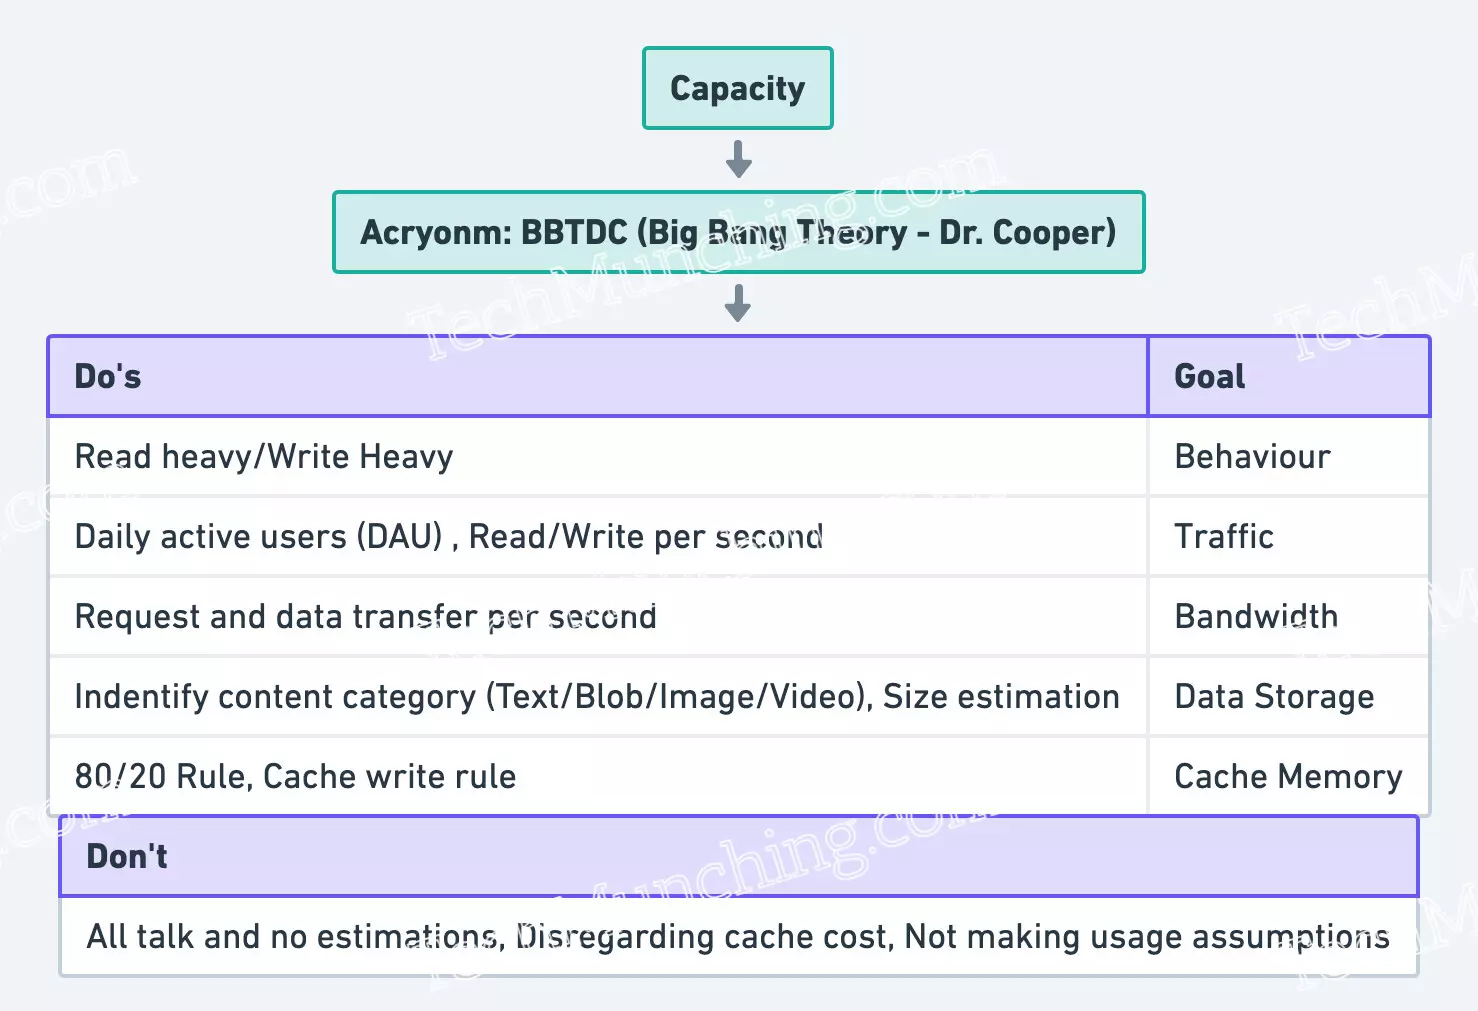 Capacity
Acryonm: BBTDC (Big Bang Theory - Dr. Cooper)
Do's Goal
Read heavy/Write Heavy Behaviour
Daily active users (DAU) , Read/Write per second Traffic
Request and data transfer per second Bandwidth
Indentify content category (Text/Blob/Image/Video), Size estimation Data Storage
80/20 Rule, Cache write rule Cache Memory
Don't
All talk and no estimations, Disregarding cache cost, Not making usage assumptions
TechMunching.com